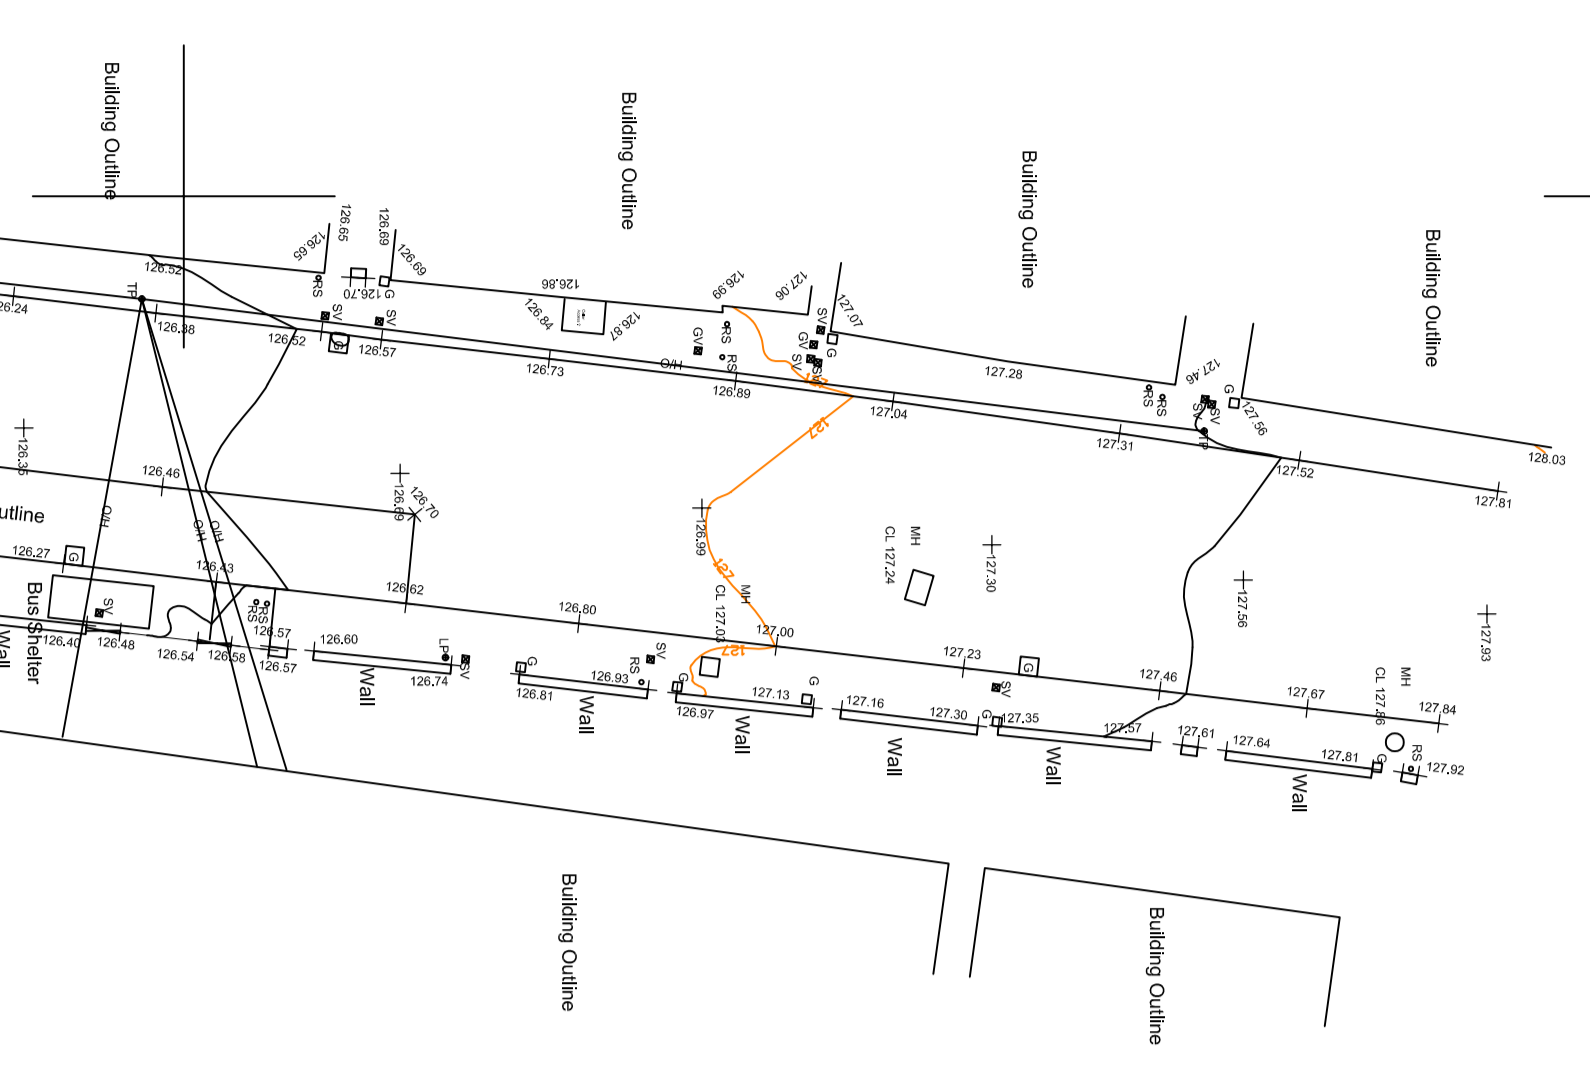 Building Outline
Building Outline
Building Outline
Building Outline
126.65
126.69
126.65
126.69
126.52
RS
126.70
G
126.86
126.84
126.87
126.99
127.06
127.07
SV
GV
SV
SV
G
TP
26.24
126.38
SV
SV
126.52
G
126.57
126.73
O/H
GV
RS
RS
126.89
127
127.04
127
127.28
127.46
RS
RS
SV
SV
G
127.56
TP
127.31
127.52
128.03
127.81
126.35
126.46
126.69
126.70
126.99
MH
CL 127.24
127.30
127.56
127.93
utline
O/H
O/H
O/H
126.27
G
126.43
126.62
126.80
127
MH
CL 127.03
127.00
127
127.23
G
127.46
127.67
MH
CL 127.86
127.84
Bus Shelter
SV
RS
RS
126.40
126.48
126.54
126.58
126.57
126.57
126.60
LP
SV
126.74
G
126.81
126.93
RS
SV
G
126.97
127.13
G
127.16
127.30
G
SV
127.35
127.57
127.61
127.64
127.81
G
RS
127.92
Wall
Wall
Wall
Wall
Wall
Wall
Wall
Building Outline
Building Outline